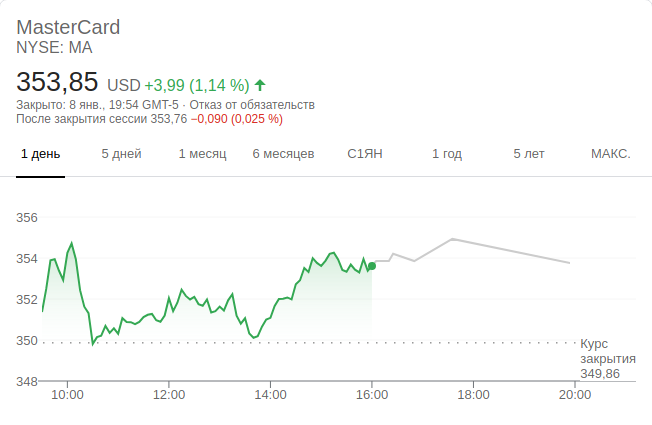 MasterCard
NYSE: MA
353,85 USD +3,99 (1,14 %)
Закрыто: 8 янв., 19:54 GMT-5 · Отказ от обязательств
После закрытия сессии 353,76 −0,090 (0,025 %)
1 день 5 дней 1 месяц 6 месяцев С1ЯН 1 год 5 лет МАКС.
356
354
352
350
348
Курс
закрытия
349,86
10:00 12:00 14:00 16:00 18:00 20:00